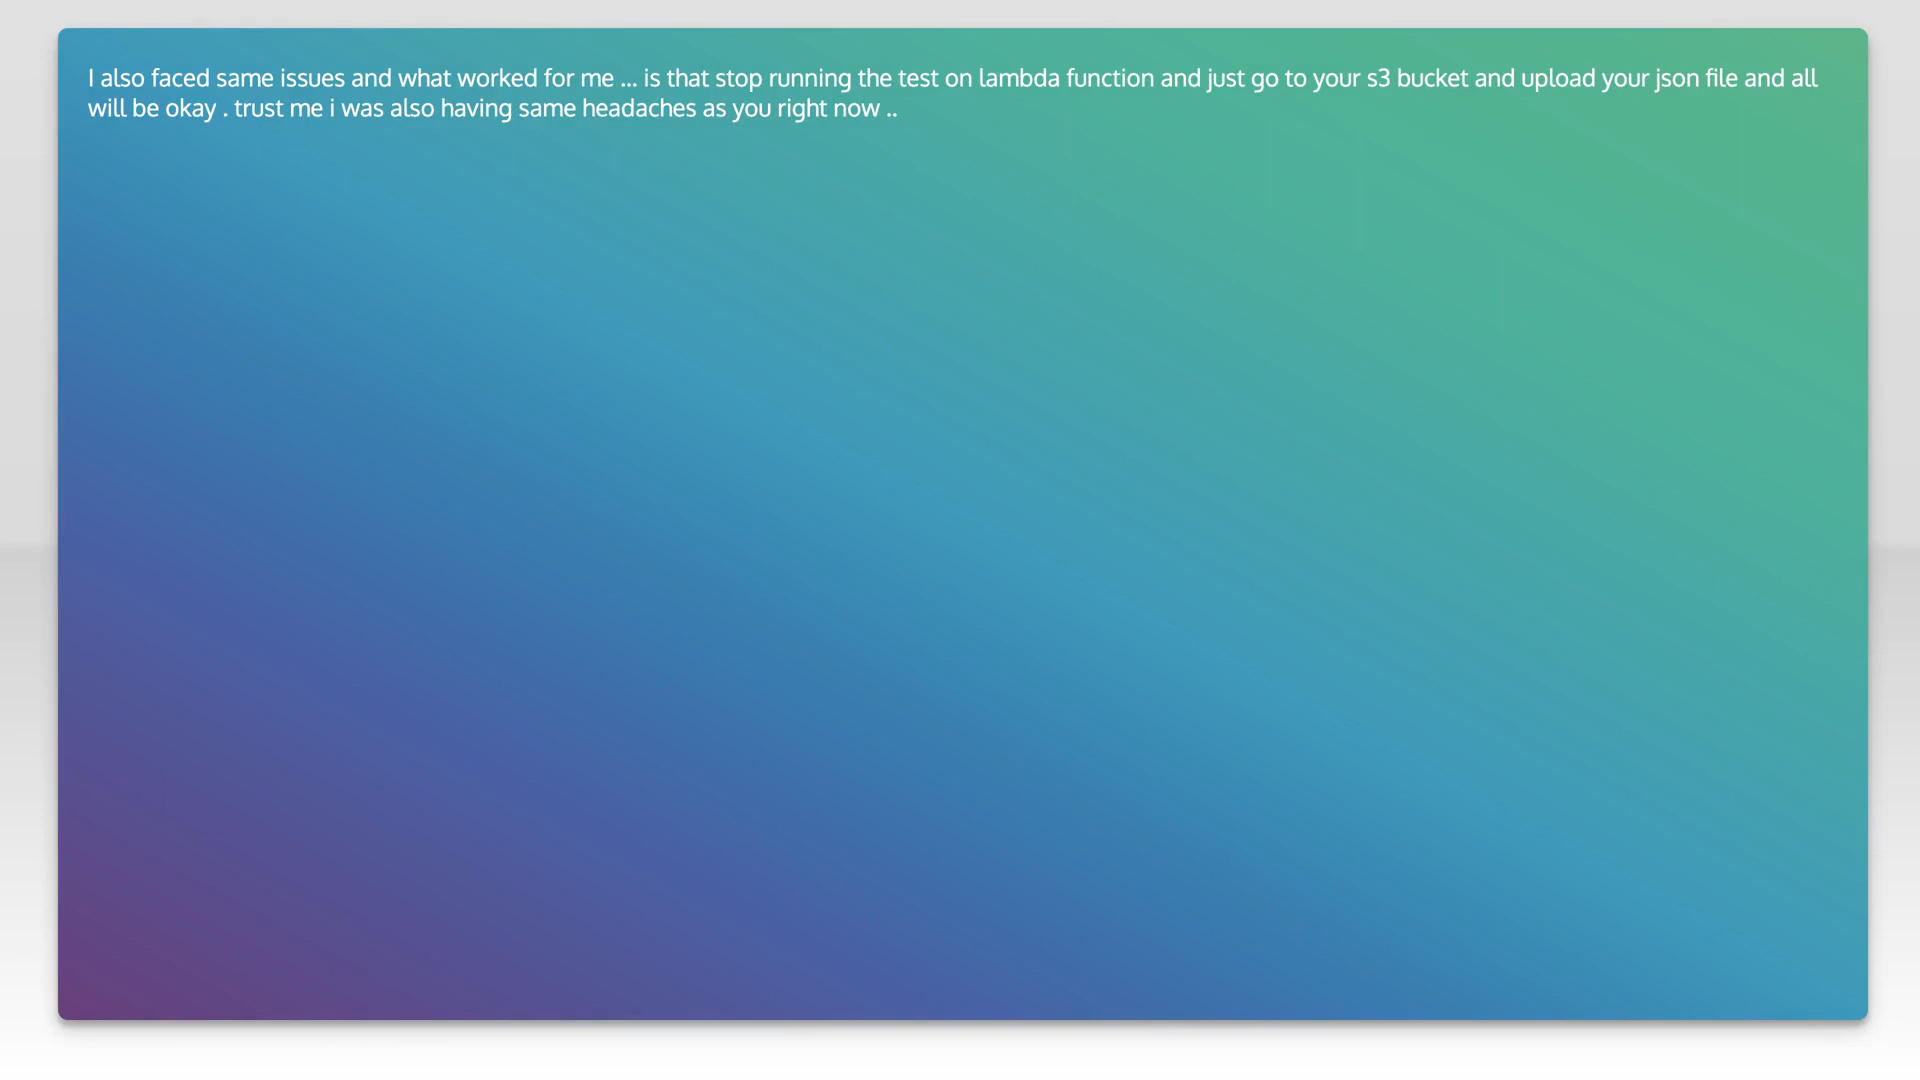 I also faced same issues and what worked for me ... is that stop running the test on lambda function and just go to your s3 bucket and upload your json file and all
will be okay . trust me i was also having same headaches as you right now ..